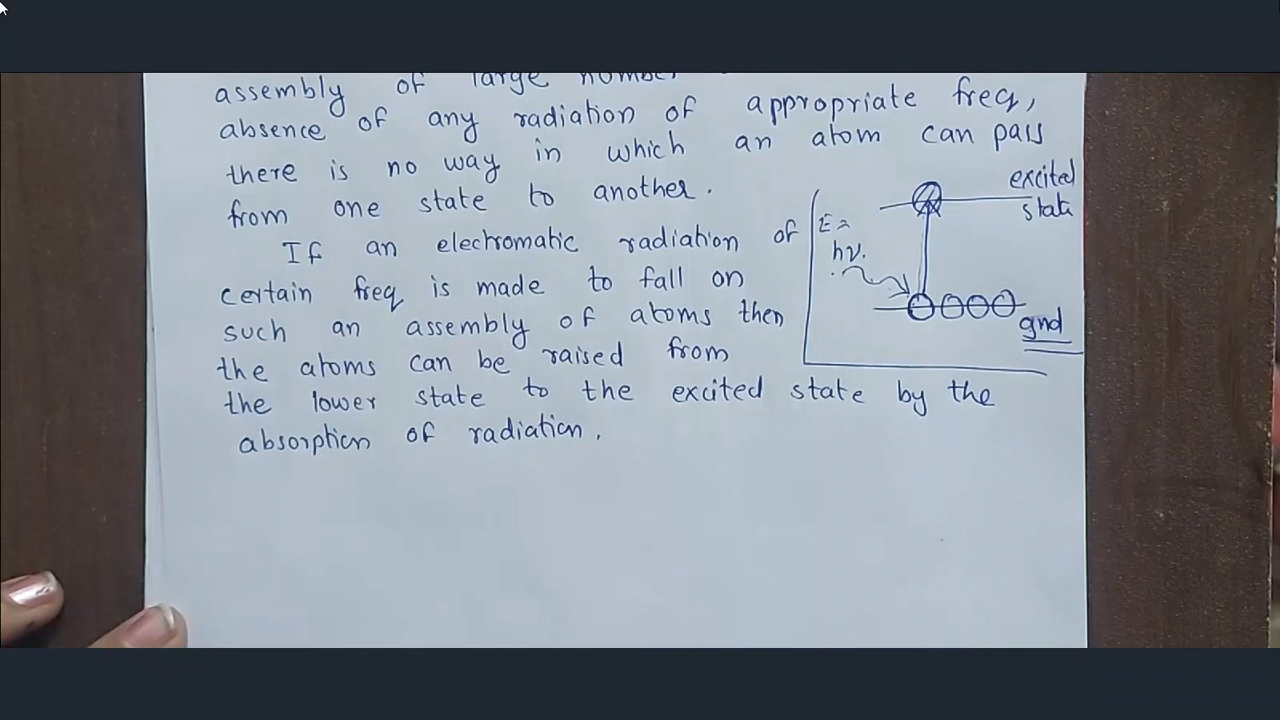 assembly of large number
absence of any radiation of appropriate freq,
there is no way in which an atom can pass
from one state to another.
If an electromatic radiation of
certain freq is made to fall on
such an assembly of atoms then
the atoms can be raised from
the lower state to the excited state by the
absorption of radiation.
excited
state
E=
hν.
gnd